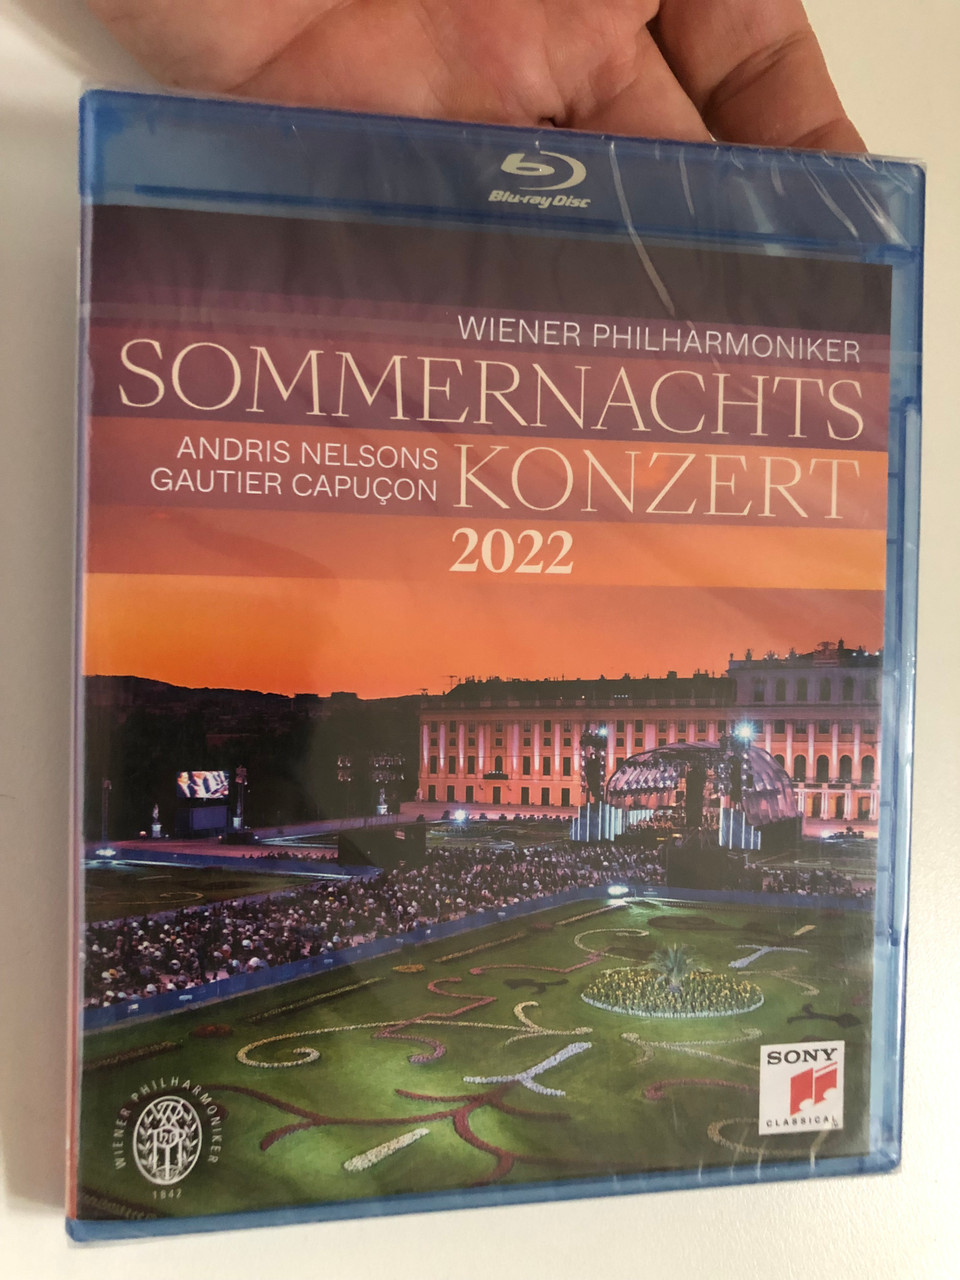 Blu-ray Disc
WIENER PHILHARMONIKER
SOMMERNACHTS
ANDRIS NELSONS
GAUTIER CAPUÇON
KONZERT
2022
SONY
CLASSICAL
WIENER PHILHARMONIKER
1842